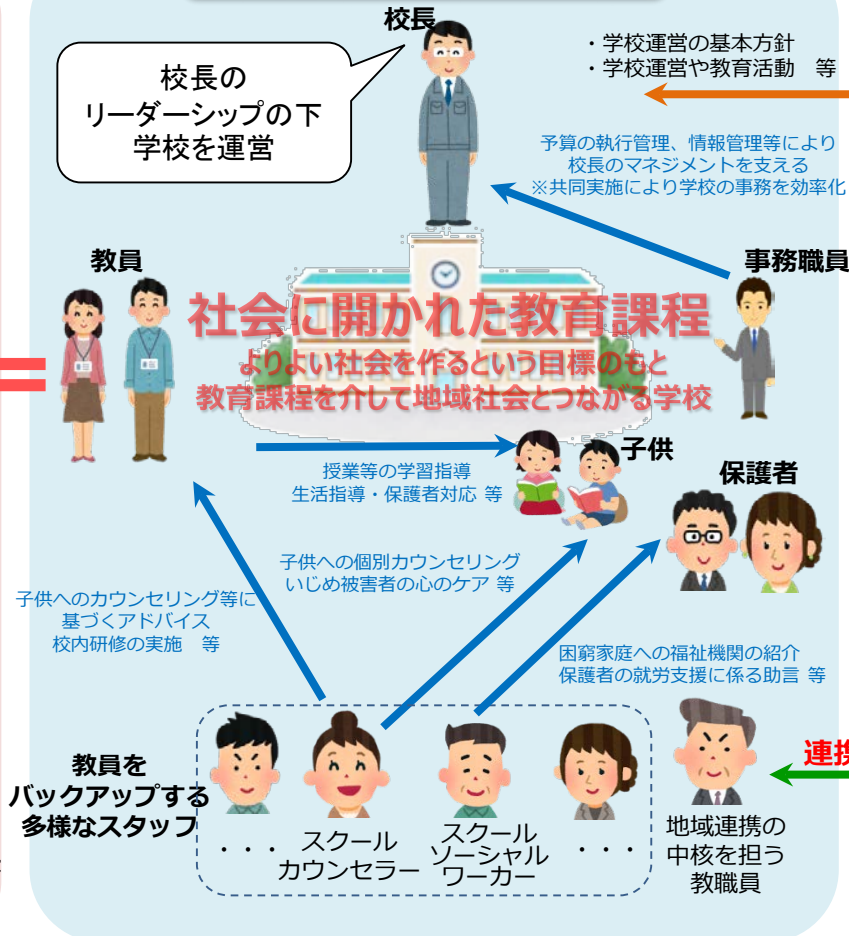 校長
校長の
リーダーシップの下
学校を運営
・学校運営の基本方針
・学校運営や教育活動　等
予算の執行管理、情報管理等により
校長のマネジメントを支える
※共同実施により学校の事務を効率化
教員
事務職員
社会に開かれた教育課程
よりよい社会を作るという目標のもと
教育課程を介して地域社会とつながる学校
子供
授業等の学習指導
生活指導・保護者対応 等
保護者
子供への個別カウンセリング
いじめ被害者の心のケア 等
子供へのカウンセリング等に
基づくアドバイス
校内研修の実施　等
困窮家庭への福祉機関の紹介
保護者の就労支援に係る助言 等
連携
教員を
バックアップする
多様なスタッフ
・・・
スクール
カウンセラー
スクール
ソーシャル
ワーカー
・・・
地域連携の
中核を担う
教職員